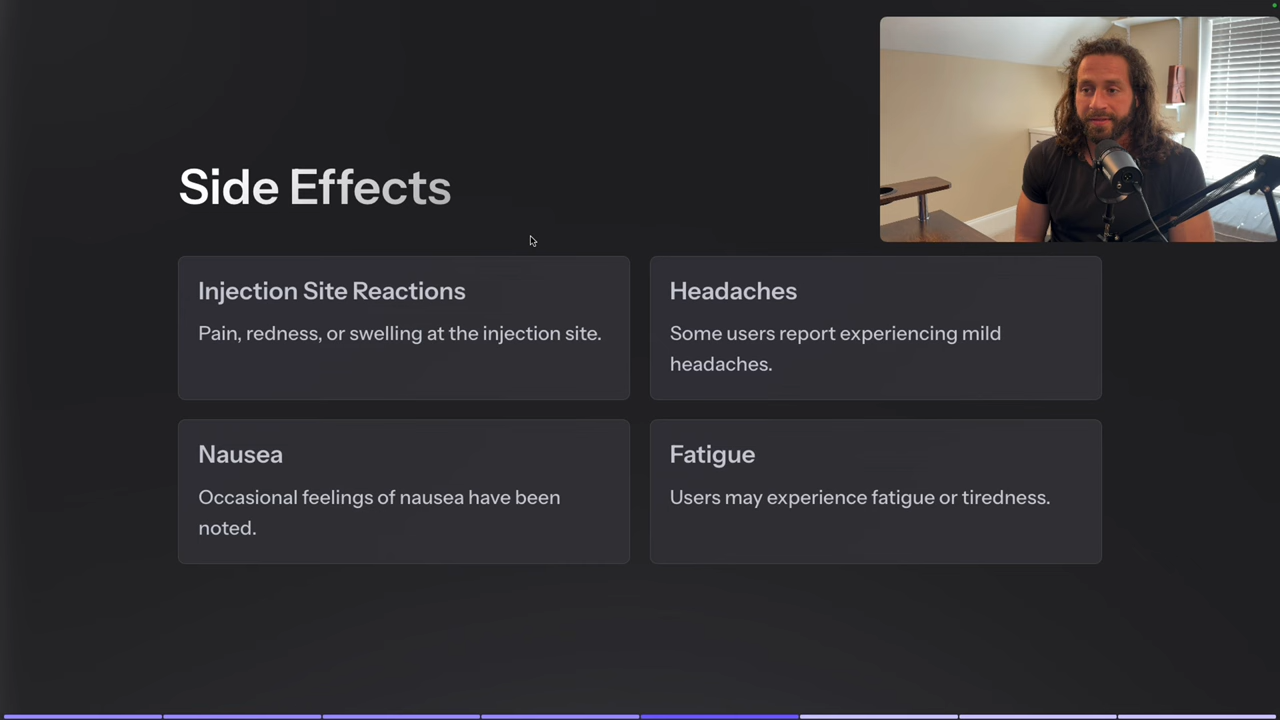 Side Effects
Injection Site Reactions
Pain, redness, or swelling at the injection site.
Headaches
Some users report experiencing mild
headaches.
Nausea
Occasional feelings of nausea have been
noted.
Fatigue
Users may experience fatigue or tiredness.